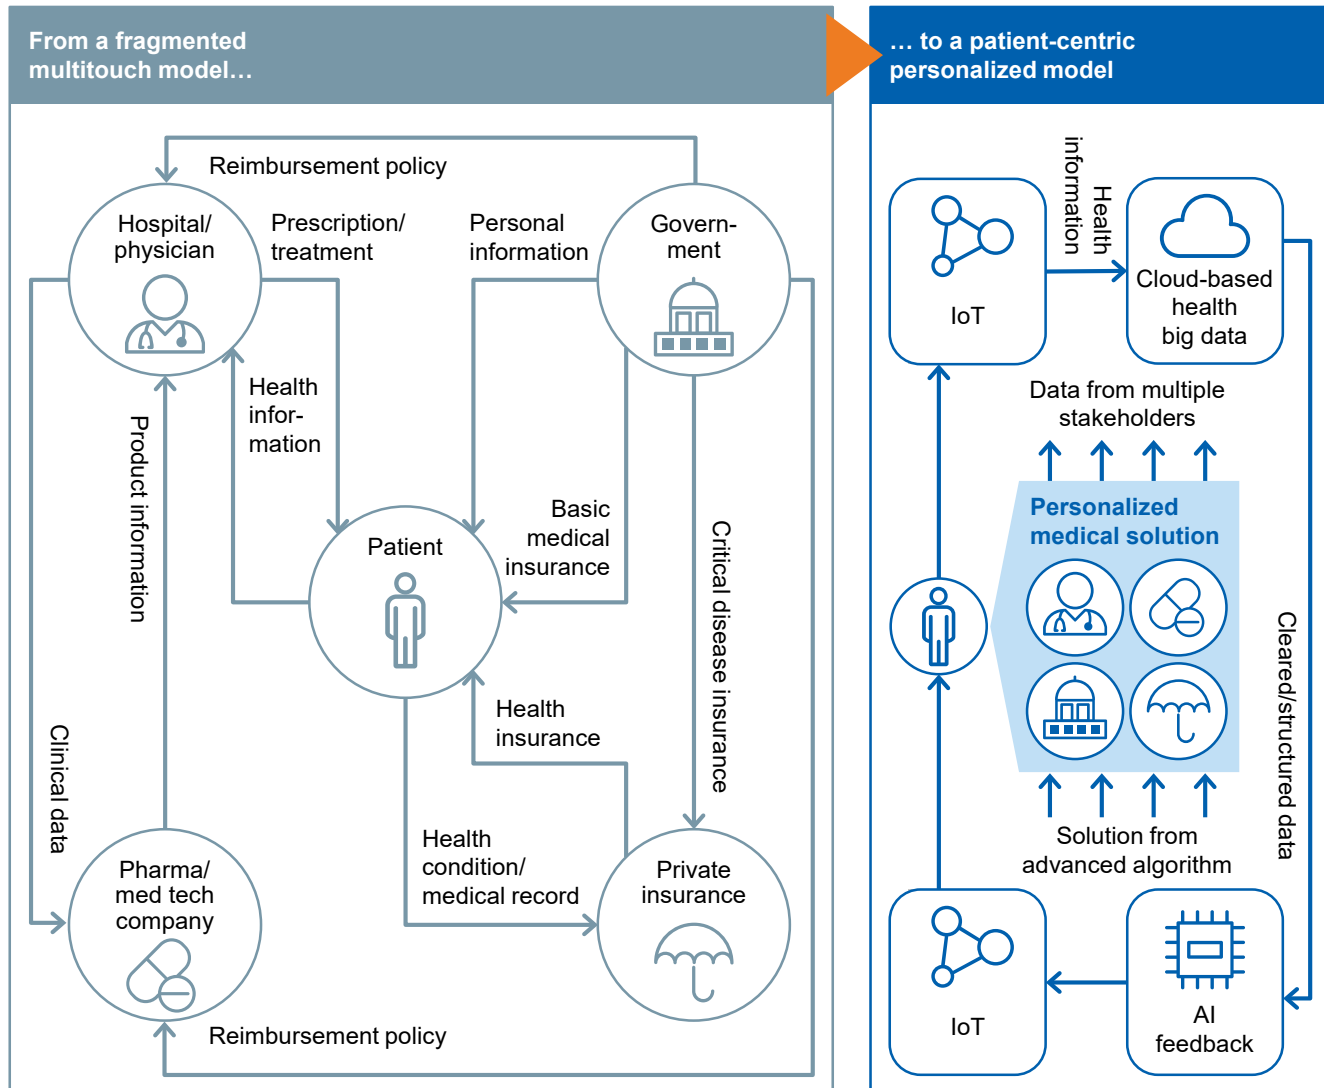 From a fragmented
multitouch model…
… to a patient-centric
personalized model
Reimbursement policy
Hospital/
physician
Prescription/
treatment
Personal
information
Govern-
ment
Health
infor-
mation
Product information
Patient
Basic
medical
insurance
Critical disease insurance
Health
insurance
Clinical data
Health
condition/
medical record
Pharma/
med tech
company
Private
insurance
Reimbursement policy
Health
information
IoT
Cloud-based
health
big data
Data from multiple
stakeholders
Personalized
medical solution
Cleared/structured data
Solution from
advanced algorithm
IoT
AI
feedback